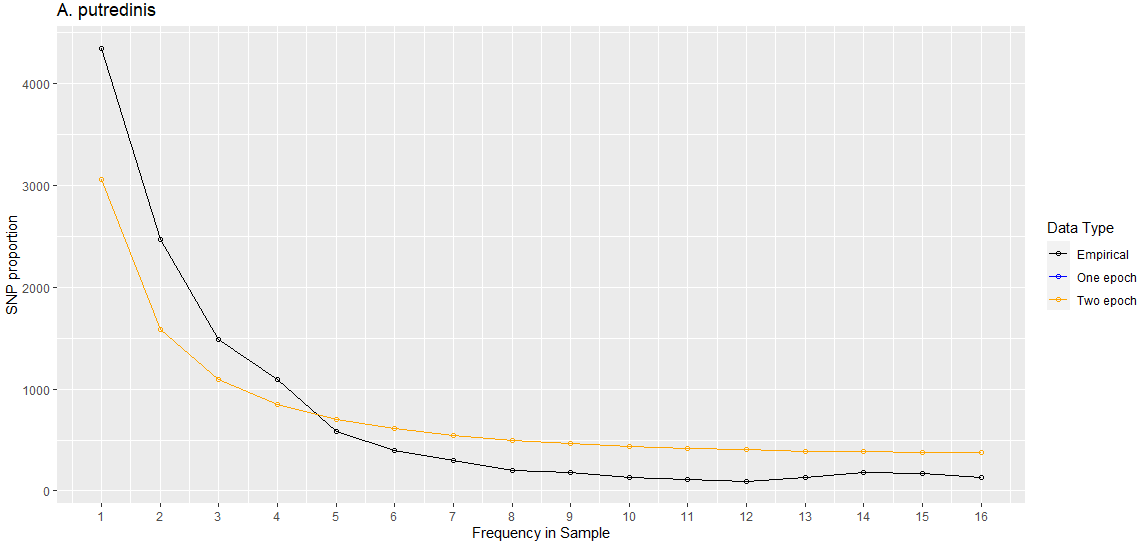 A. putredinis
4000
3000
2000
1000
0
SNP proportion
1 2 3 4 5 6 7 8 9 10 11 12 13 14 15 16
Frequency in Sample
Data Type
Empirical
One epoch
Two epoch